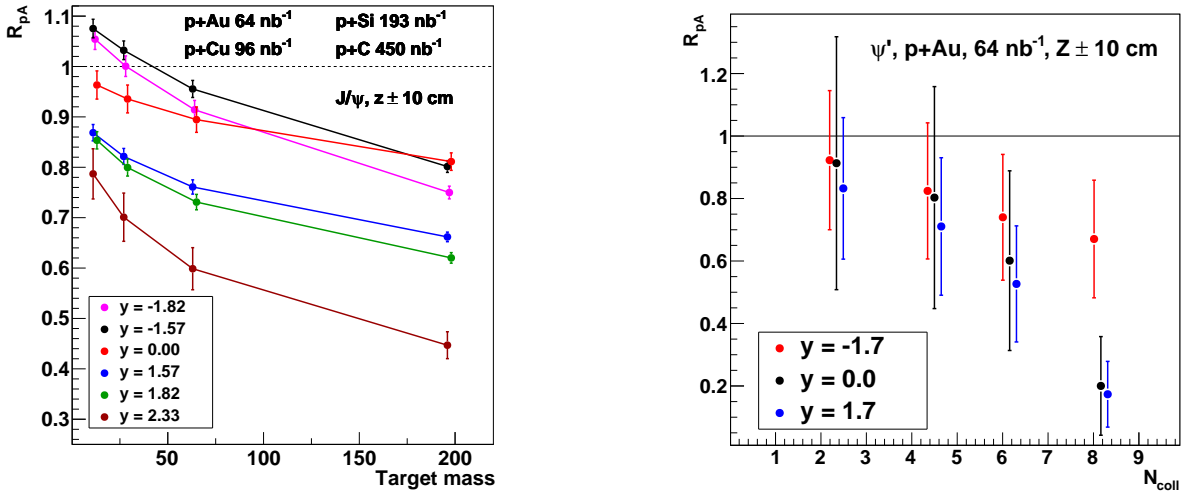 p+Au 64 nb⁻¹ p+Si 193 nb⁻¹
p+Cu 96 nb⁻¹ p+C 450 nb⁻¹
J/ψ, z ± 10 cm
R_pA
1.1
1
0.9
0.8
0.7
0.6
0.5
0.4
0.3
y = -1.82
y = -1.57
y = 0.00
y = 1.57
y = 1.82
y = 2.33
50 100 150 200
Target mass
R_pA
ψ', p+Au, 64 nb⁻¹, Z ± 10 cm
1.2
1
0.8
0.6
0.4
0.2
y = -1.7
y = 0.0
y = 1.7
1 2 3 4 5 6 7 8 9
N_coll